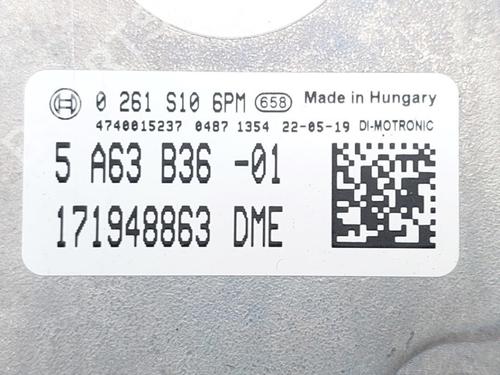 0 261 S10 6PM 658 Made in Hungary
4740015237 0487 1354 22-05-19 DI-MOTRONIC
5 A63 B36 -01
171948863 DME